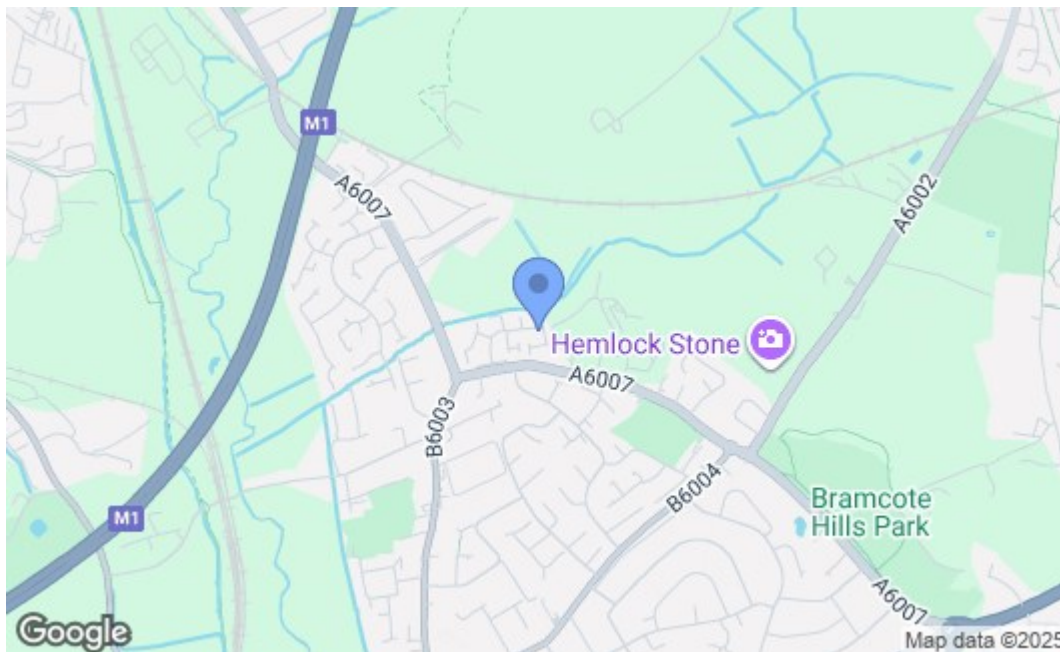 M1
A6007
A6002
Hemlock Stone
A6007
B6003
B6004
Bramcote
Hills Park
M1
A6007
Google
Map data ©2025